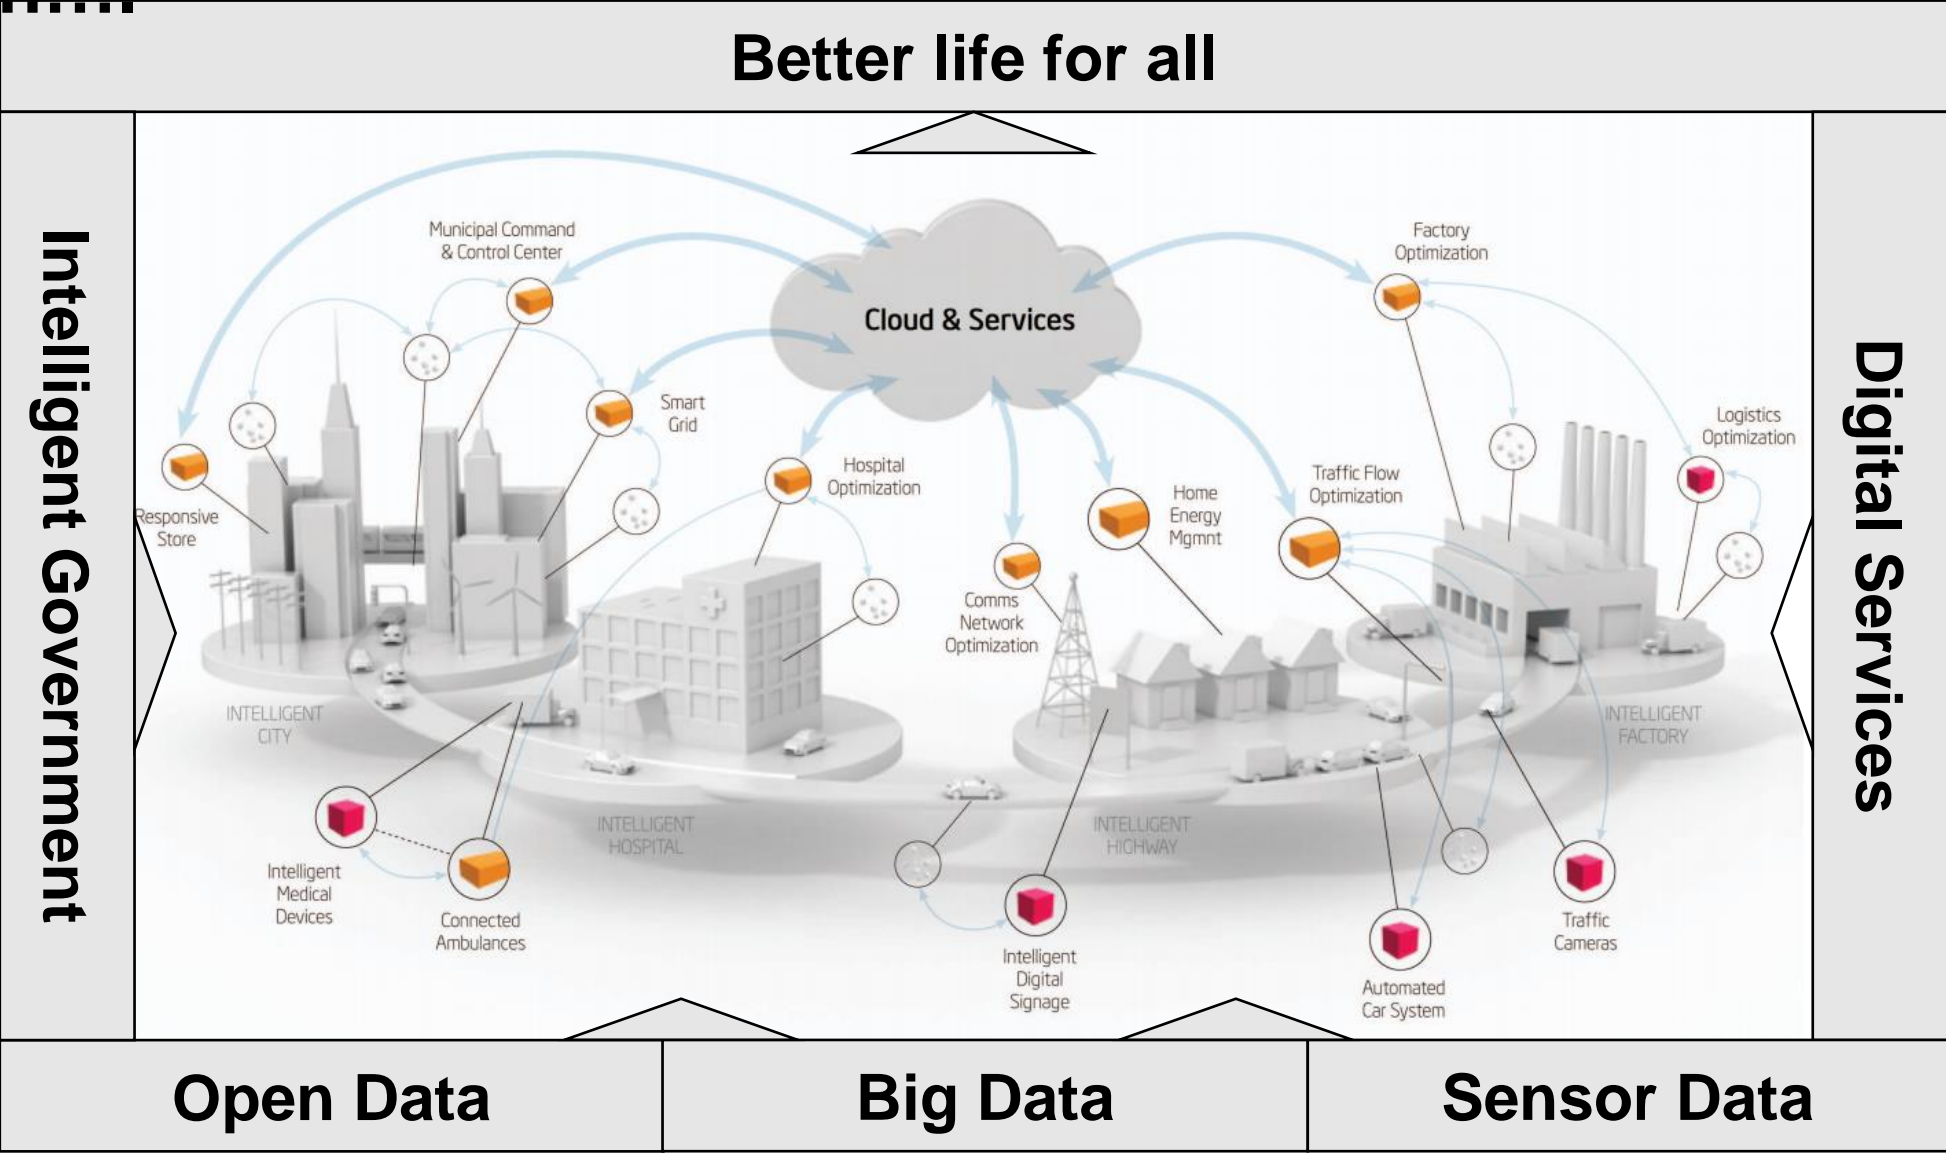 Better life for all
Intelligent Government
Digital Services
Municipal Command
& Control Center
Cloud & Services
Factory
Optimization
Smart
Grid
Logistics
Optimization
Hospital
Optimization
Traffic Flow
Optimization
Home
Energy
Mgmnt
Responsive
Store
Comms
Network
Optimization
INTELLIGENT
CITY
INTELLIGENT
FACTORY
INTELLIGENT
HOSPITAL
INTELLIGENT
HIGHWAY
Intelligent
Medical
Devices
Connected
Ambulances
Traffic
Cameras
Intelligent
Digital
Signage
Automated
Car System
Open Data
Big Data
Sensor Data